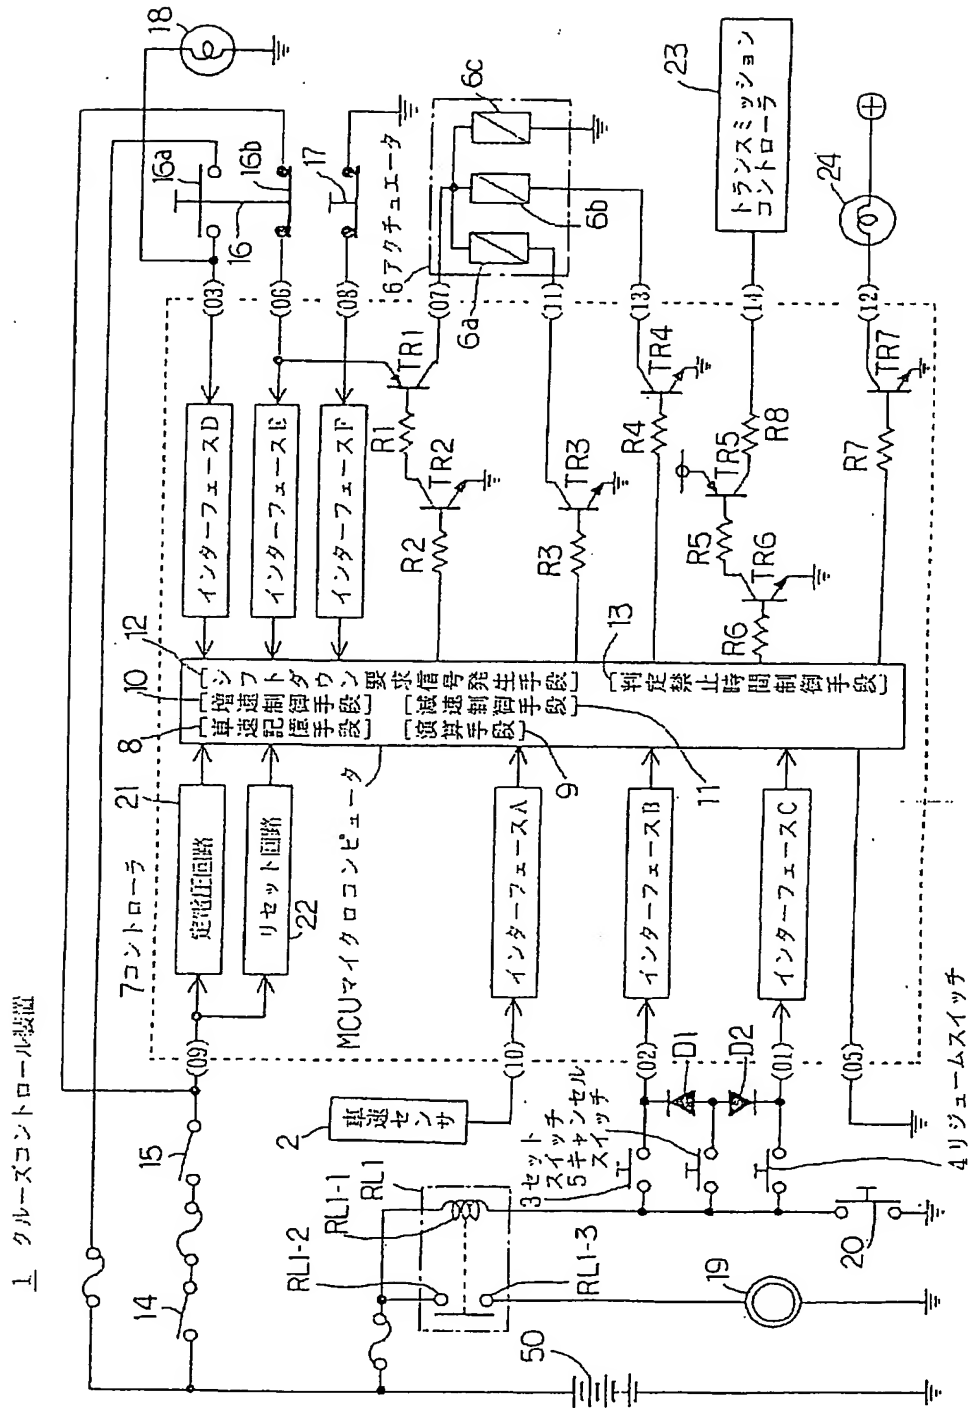 1 クルーズコントロール装置
7コントローラ
21
定電圧回路
リセット回路
22
(09)
14
15
MCUマイクロコンピュータ
8
[車速記憶手段]
10
[増速制御手段]
12
[シフトダウン要求信号発生手段]
[演算手段]
9
[減速制御手段]
11
13
[判定禁止時間制御手段]
インターフェースD
インターフェースE
インターフェースF
インターフェースA
インターフェースB
インターフェースC
(03)
(06)
(08)
(07)
(11)
(13)
(14)
(12)
(10)
(02)
(01)
(05)
16
16a
16b
17
18
6アクチュエータ
6a
6b
6c
23
トランスミッション
コントローラ
24
R1
TR1
R2
TR2
R3
TR3
R4
TR4
R5
TR5
R6
TR6
R7
TR7
R8
2
車速センサ
3セット
スイッチ
5キャンセル
スイッチ
4リジュームスイッチ
D1
D2
RL1
RL1-1
RL1-2
RL1-3
19
20
50